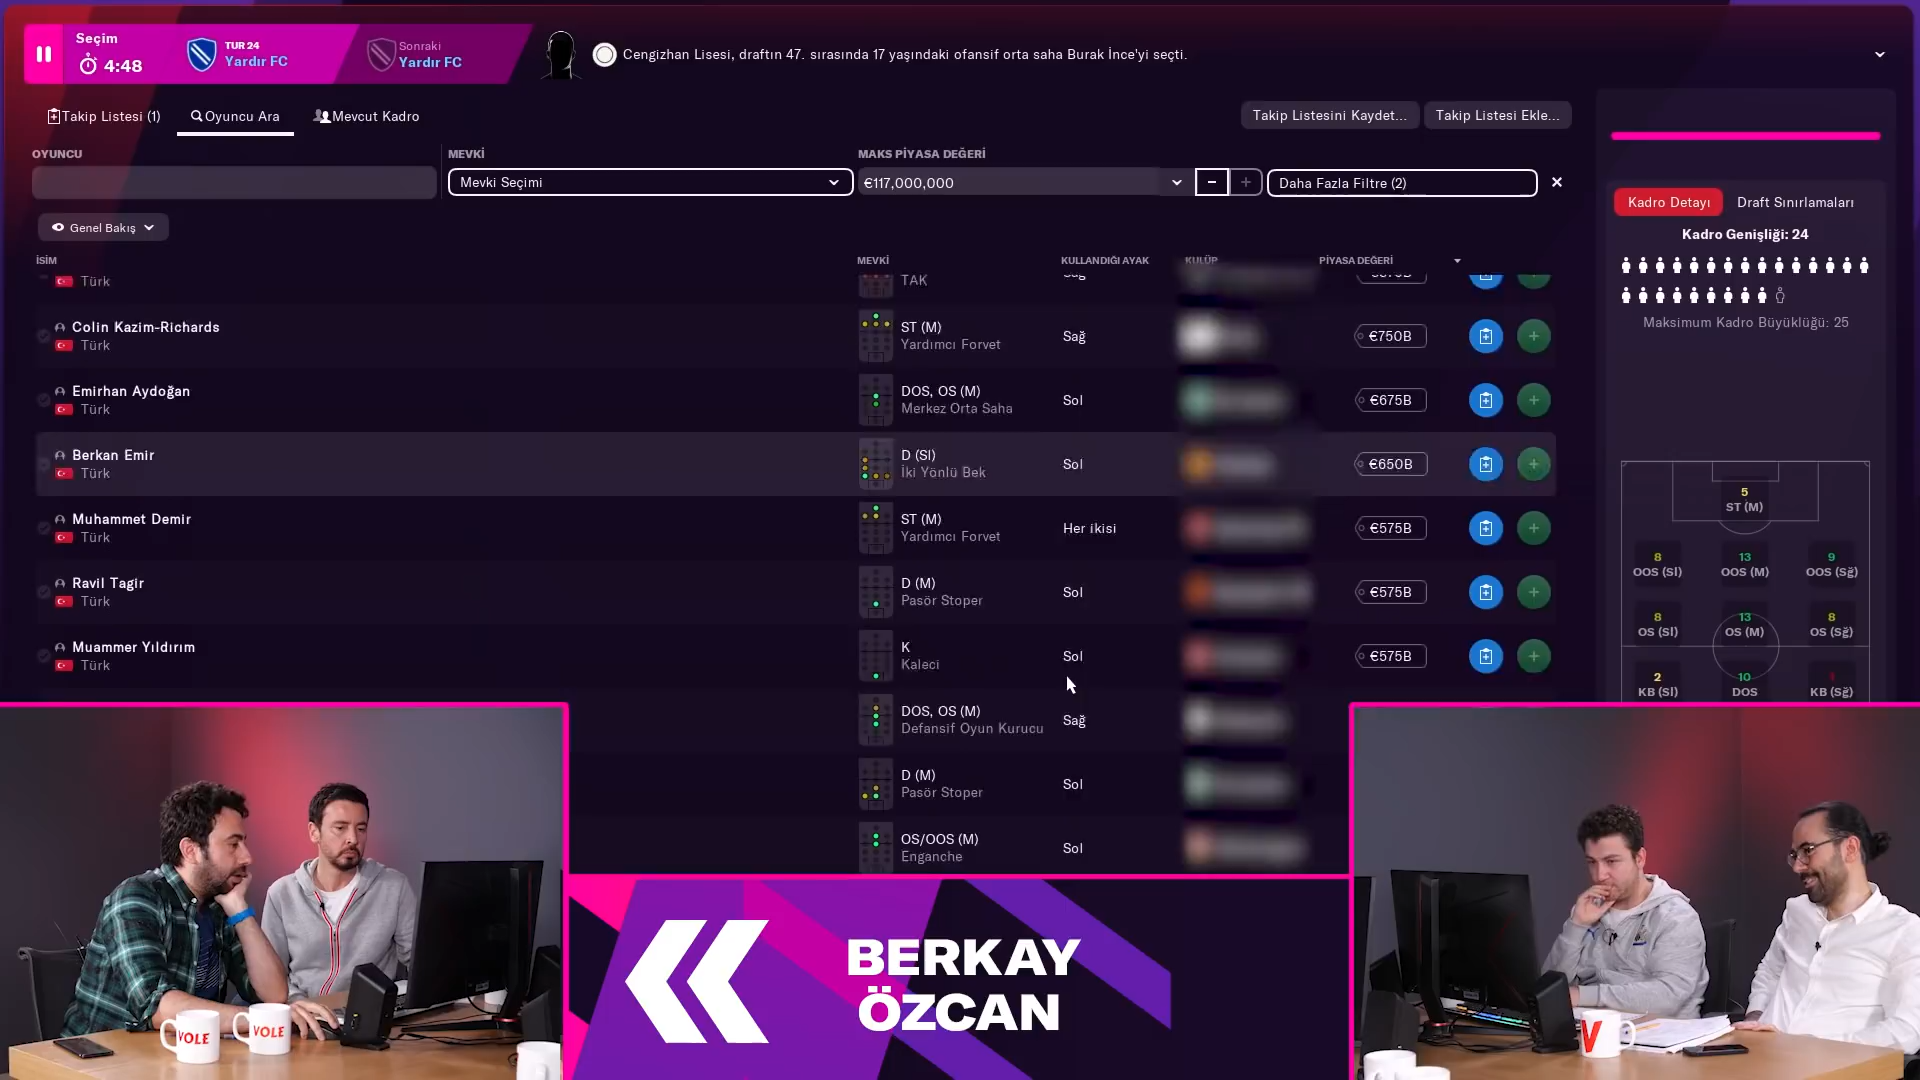 Seçim
4:48
TUR 24
Yardır FC
Sonraki
Yardır FC
Cengizhan Lisesi, draftın 47. sırasında 17 yaşındaki ofansif orta saha Burak İnce'yi seçti.
Takip Listesi (1)
Oyuncu Ara
Mevcut Kadro
Takip Listesini Kaydet...
Takip Listesi Ekle...
OYUNCU
MEVKİ
MAKS PİYASA DEĞERİ
Mevki Seçimi
€117,000,000
Daha Fazla Filtre (2)
Genel Bakış
İSİM
MEVKİ
KULLANDIĞI AYAK
KULÜP
PİYASA DEĞERİ
Türk
TAK
Colin Kazim-Richards
Türk
ST (M)
Yardımcı Forvet
Sağ
€750B
Emirhan Aydoğan
Türk
DOS, OS (M)
Merkez Orta Saha
Sol
€675B
Berkan Emir
Türk
D (Sl)
İki Yönlü Bek
Sol
€650B
Muhammet Demir
Türk
ST (M)
Yardımcı Forvet
Her ikisi
€575B
Ravil Tagir
Türk
D (M)
Pasör Stoper
Sol
€575B
Muammer Yıldırım
Türk
K
Kaleci
Sol
€575B
DOS, OS (M)
Defansif Oyun Kurucu
Sağ
D (M)
Pasör Stoper
Sol
OS/OOS (M)
Enganche
Sol
Kadro Detayı
Draft Sınırlamaları
Kadro Genişliği: 24
Maksimum Kadro Büyüklüğü: 25
5
ST (M)
8
OOS (Sl)
13
OOS (M)
9
OOS (Sğ)
8
OS (Sl)
13
OS (M)
8
OS (Sğ)
2
KB (Sl)
10
DOS
1
KB (Sğ)
VOLE
VOLE
BERKAY
ÖZCAN
V